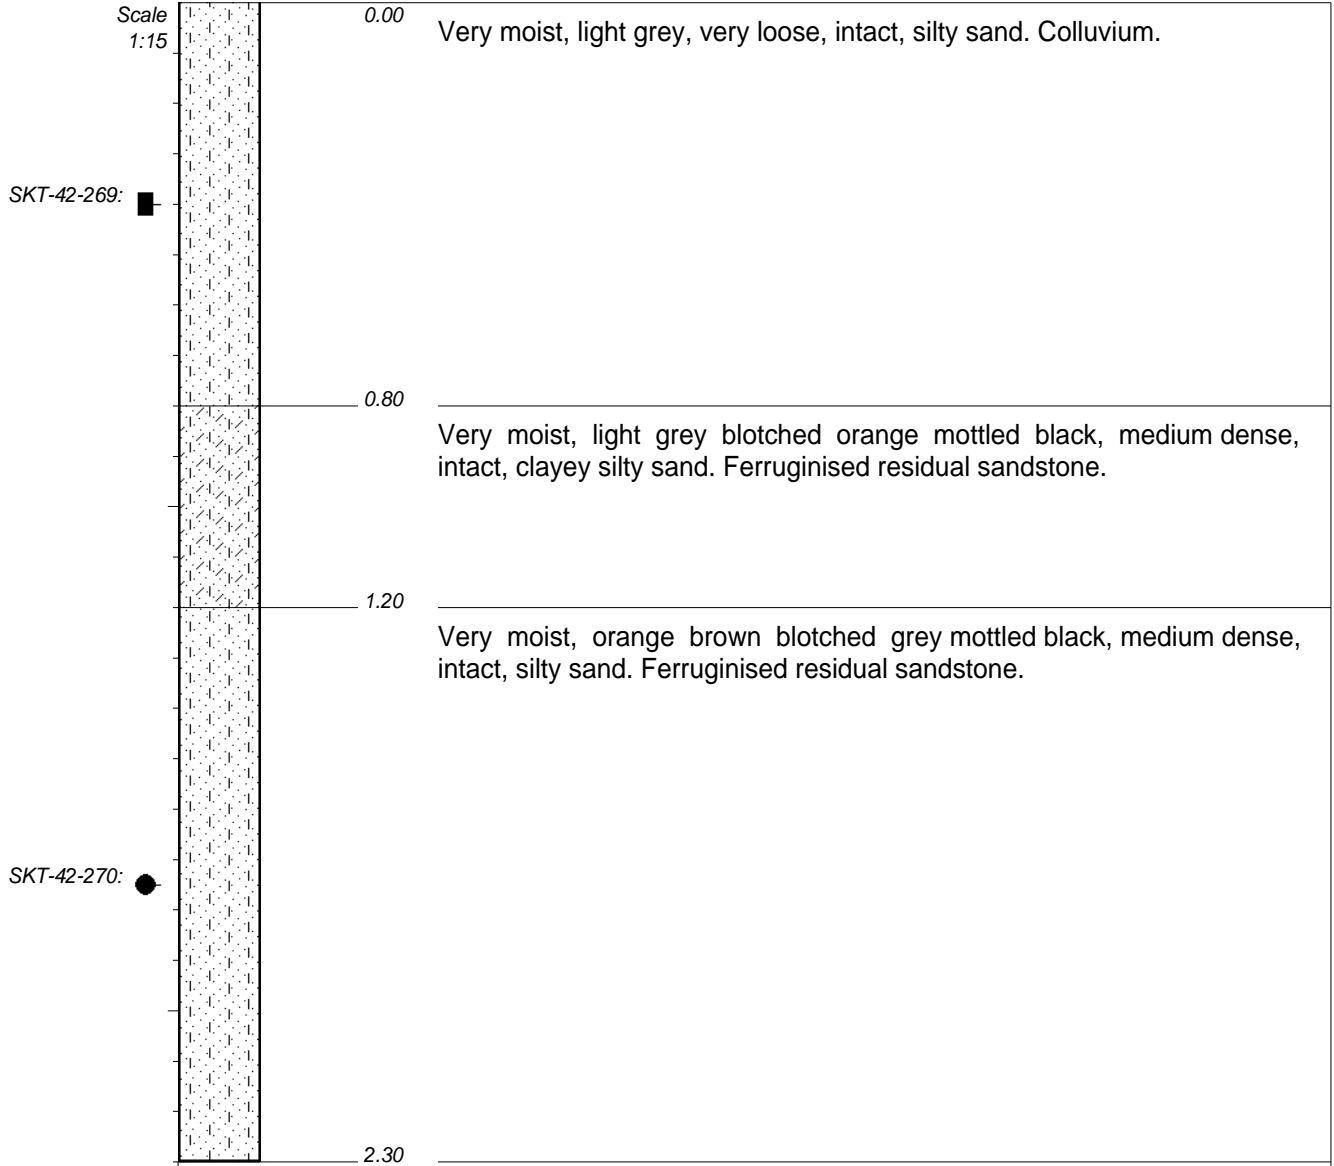 Scale
1:15
0.00
Very moist, light grey, very loose, intact, silty sand. Colluvium.
SKT-42-269:
0.80
Very moist, light grey blotched orange mottled black, medium dense,
intact, clayey silty sand. Ferruginised residual sandstone.
1.20
Very moist, orange brown blotched grey mottled black, medium dense,
intact, silty sand. Ferruginised residual sandstone.
SKT-42-270:
2.30